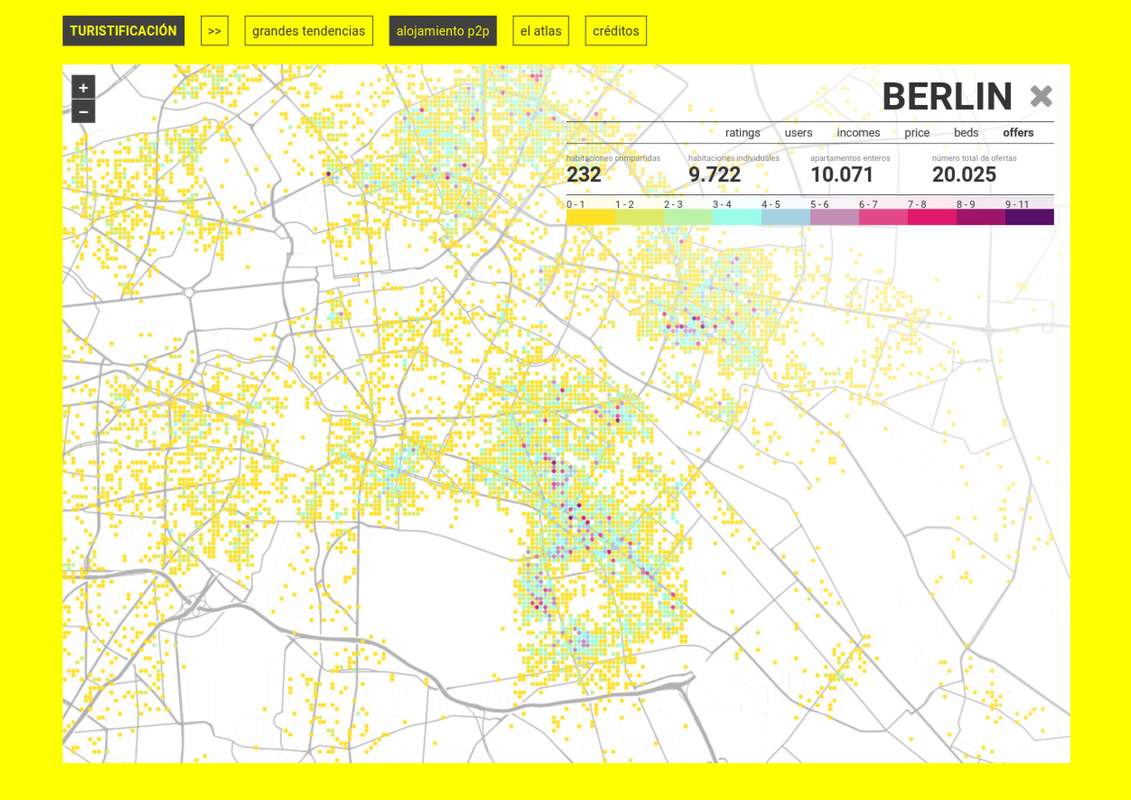 TURISTIFICACIÓN >> grandes tendencias alojamiento p2p el atlas créditos
+
−
BERLIN ✖
ratings users incomes price beds offers
habitaciones compartidas habitaciones individuales apartamentos enteros número total de ofertas
232 9.722 10.071 20.025
0 - 1 1 - 2 2 - 3 3 - 4 4 - 5 5 - 6 6 - 7 7 - 8 8 - 9 9 - 11